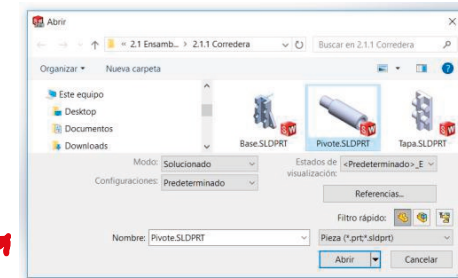 Abrir
« 2.1 Ensamb... > 2.1.1 Corredera
Buscar en 2.1.1 Corredera
Organizar
Nueva carpeta
Este equipo
Desktop
Documentos
Downloads
Base.SLDPRT
Pivote.SLDPRT
Tapa.SLDPRT
Modo: Solucionado
Estados de visualización: <Predeterminado>_E
Configuraciones: Predeterminado
Referencias...
Filtro rápido:
Nombre: Pivote.SLDPRT
Pieza (*.prt;*.sldprt)
Abrir
Cancelar